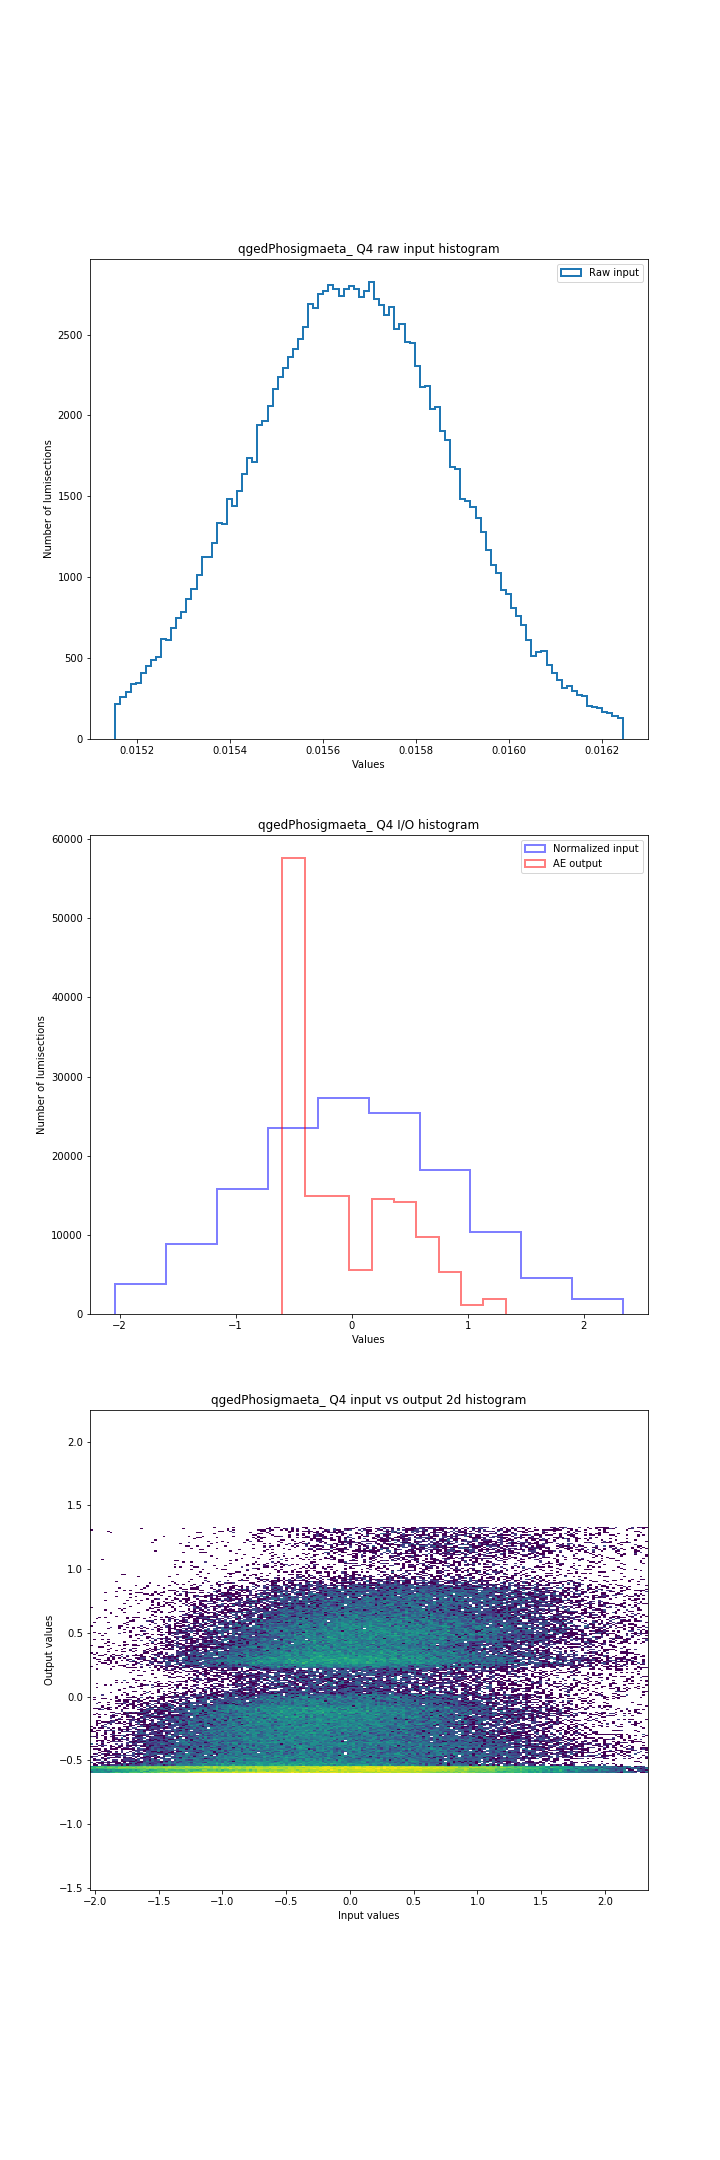 qgedPhosigmaeta_ Q4 raw input histogram
Raw input
2500
2000
1500
1000
500
0
Number of lumisections
0.0152 0.0154 0.0156 0.0158 0.0160 0.0162
Values
qgedPhosigmaeta_ Q4 I/O histogram
Normalized input
AE output
60000
50000
40000
30000
20000
10000
0
Number of lumisections
−2 −1 0 1 2
Values
qgedPhosigmaeta_ Q4 input vs output 2d histogram
2.0
1.5
1.0
0.5
0.0
−0.5
−1.0
−1.5
Output values
−2.0 −1.5 −1.0 −0.5 0.0 0.5 1.0 1.5 2.0
Input values